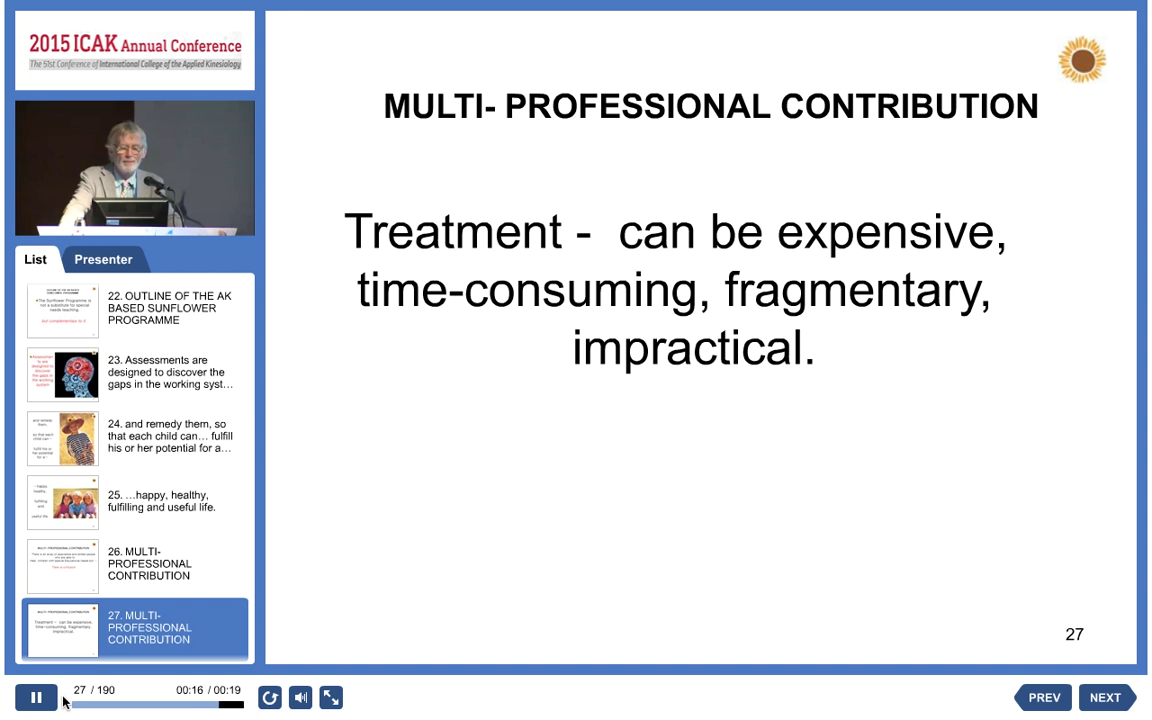 2015 ICAK Annual Conference
The 51st Conference of International College of the Applied Kinesiology
List
Presenter
22. OUTLINE OF THE AK
BASED SUNFLOWER
PROGRAMME
23. Assessments are
designed to discover the
gaps in the working syst…
24. and remedy them, so
that each child can… fulfill
his or her potential for a…
25. …happy, healthy,
fulfilling and useful life.
26. MULTI-
PROFESSIONAL
CONTRIBUTION
27. MULTI-
PROFESSIONAL
CONTRIBUTION
MULTI- PROFESSIONAL CONTRIBUTION
Treatment - can be expensive,
time-consuming, fragmentary,
impractical.
27
27 / 190
00:16 / 00:19
PREV
NEXT